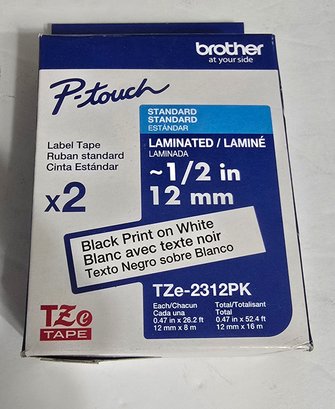 brother
at your side
P-touch
STANDARD
STANDARD
ESTÁNDAR
Label Tape
Ruban standard
Cinta Estándar
x2
LAMINATED / LAMINÉ
LAMINADA
~1/2 in
12 mm
Black Print on White
Blanc avec texte noir
Texto Negro sobre Blanco
TZe-2312PK
Each/Chacun
Cada una
0.47 in x 26.2 ft
12 mm x 8 m
Total/Totalisant
Total
0.47 in x 52.4 ft
12 mm x 16 m
TZe
TAPE